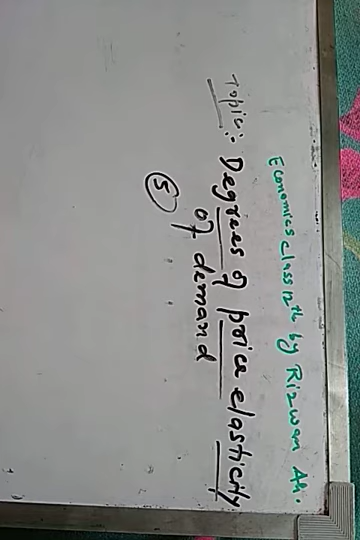 Economics class 12th by Rizwan Ali.
Topic:- Degrees of price elasticity
of demand
5